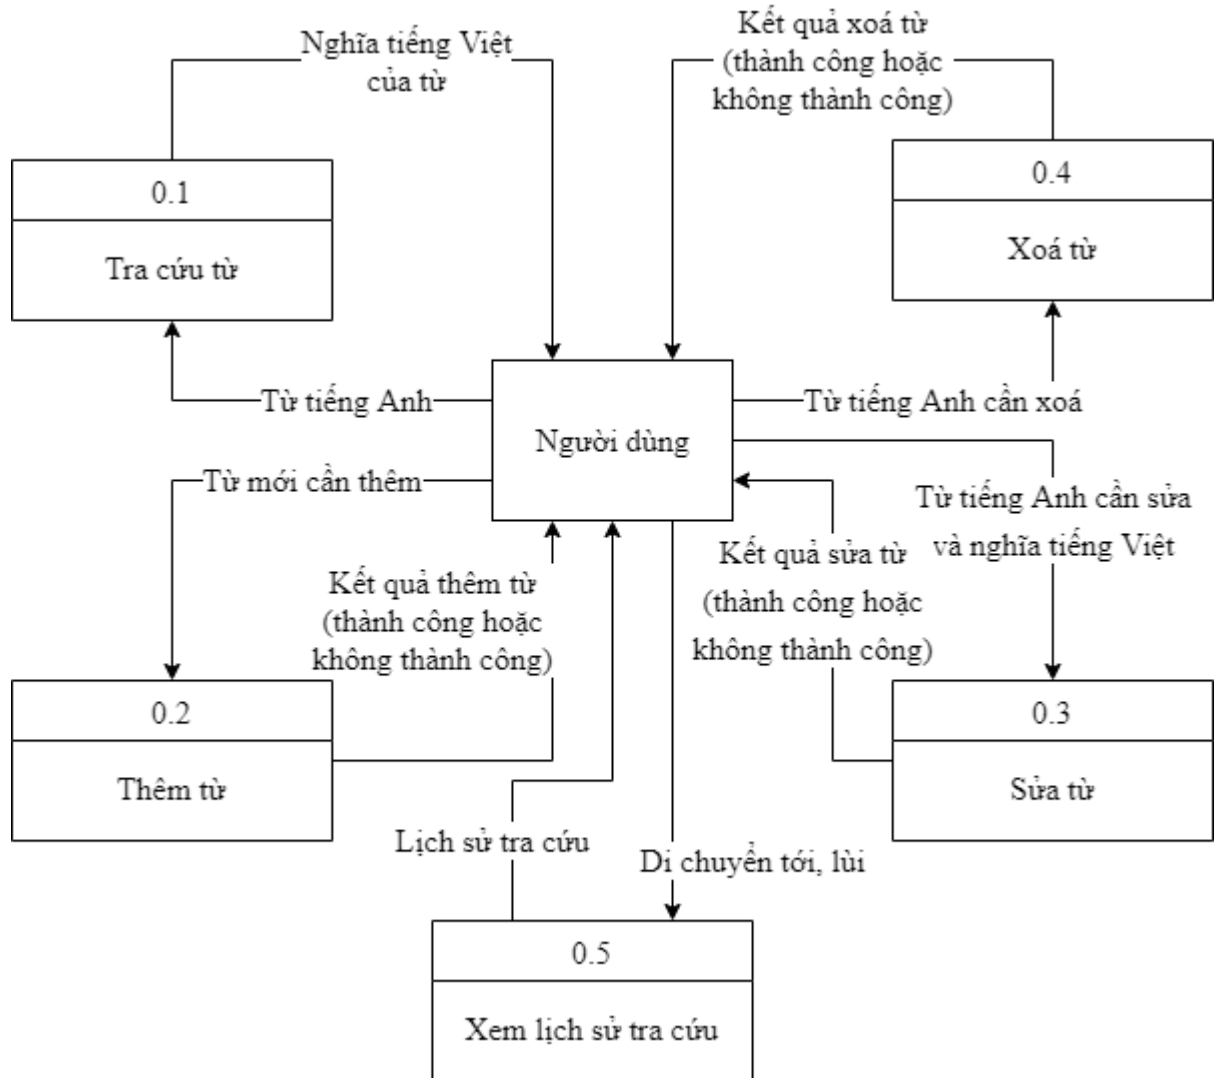 Nghĩa tiếng Việt
của từ
Kết quả xoá từ
(thành công hoặc
không thành công)
0.1
Tra cứu từ
0.4
Xoá từ
Từ tiếng Anh
Người dùng
Từ tiếng Anh cần xoá
Từ mới cần thêm
Từ tiếng Anh cần sửa
và nghĩa tiếng Việt
Kết quả thêm từ
(thành công hoặc
không thành công)
Kết quả sửa từ
(thành công hoặc
không thành công)
0.2
Thêm từ
0.3
Sửa từ
Lịch sử tra cứu
Di chuyển tới, lùi
0.5
Xem lịch sử tra cứu